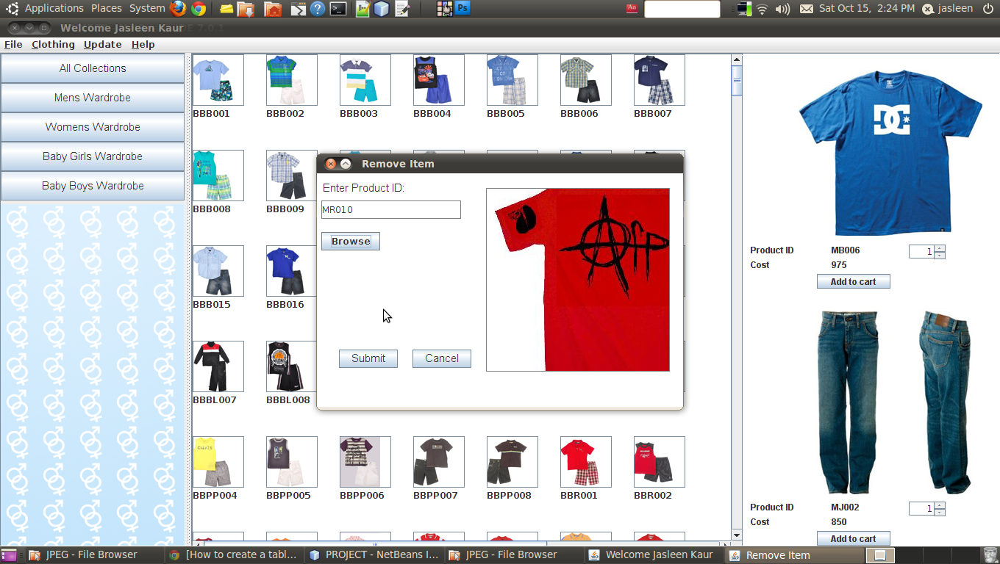 Applications Places System
Aa
Ps
Sat Oct 15, 2:24 PM
jasleen
Welcome Jasleen Kaur
File Clothing Update Help
All Collections
Mens Wardrobe
Womens Wardrobe
Baby Girls Wardrobe
Baby Boys Wardrobe
BBB001 BBB002 BBB003 BBB004 BBB005 BBB006 BBB007
BBB008 BBB009
BBB015 BBB016
BBBL007 BBBL008
BBPP004 BBPP005 BBPP006 BBPP007 BBPP008 BBR001 BBR002
Remove Item
Enter Product ID:
MR010
Browse
Submit Cancel
DC
Product ID MB006 1
Cost 975
Add to cart
Product ID MJ002 1
Cost 850
Add to cart
JPEG - File Browser
[How to create a tabl...
PROJECT - NetBeans I...
JPEG - File Browser
Welcome Jasleen Kaur
Remove Item